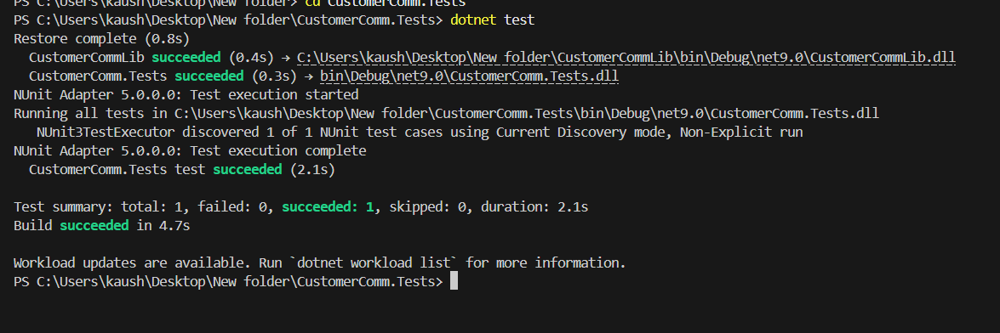 PS C:\Users\kaush\Desktop\New folder> cd CustomerComm.Tests
PS C:\Users\kaush\Desktop\New folder\CustomerComm.Tests> dotnet test
Restore complete (0.8s)
  CustomerCommLib succeeded (0.4s) → C:\Users\kaush\Desktop\New folder\CustomerCommLib\bin\Debug\net9.0\CustomerCommLib.dll
  CustomerComm.Tests succeeded (0.3s) → bin\Debug\net9.0\CustomerComm.Tests.dll
NUnit Adapter 5.0.0.0: Test execution started
Running all tests in C:\Users\kaush\Desktop\New folder\CustomerComm.Tests\bin\Debug\net9.0\CustomerComm.Tests.dll
   NUnit3TestExecutor discovered 1 of 1 NUnit test cases using Current Discovery mode, Non-Explicit run
NUnit Adapter 5.0.0.0: Test execution complete
  CustomerComm.Tests test succeeded (2.1s)

Test summary: total: 1, failed: 0, succeeded: 1, skipped: 0, duration: 2.1s
Build succeeded in 4.7s

Workload updates are available. Run `dotnet workload list` for more information.
PS C:\Users\kaush\Desktop\New folder\CustomerComm.Tests>